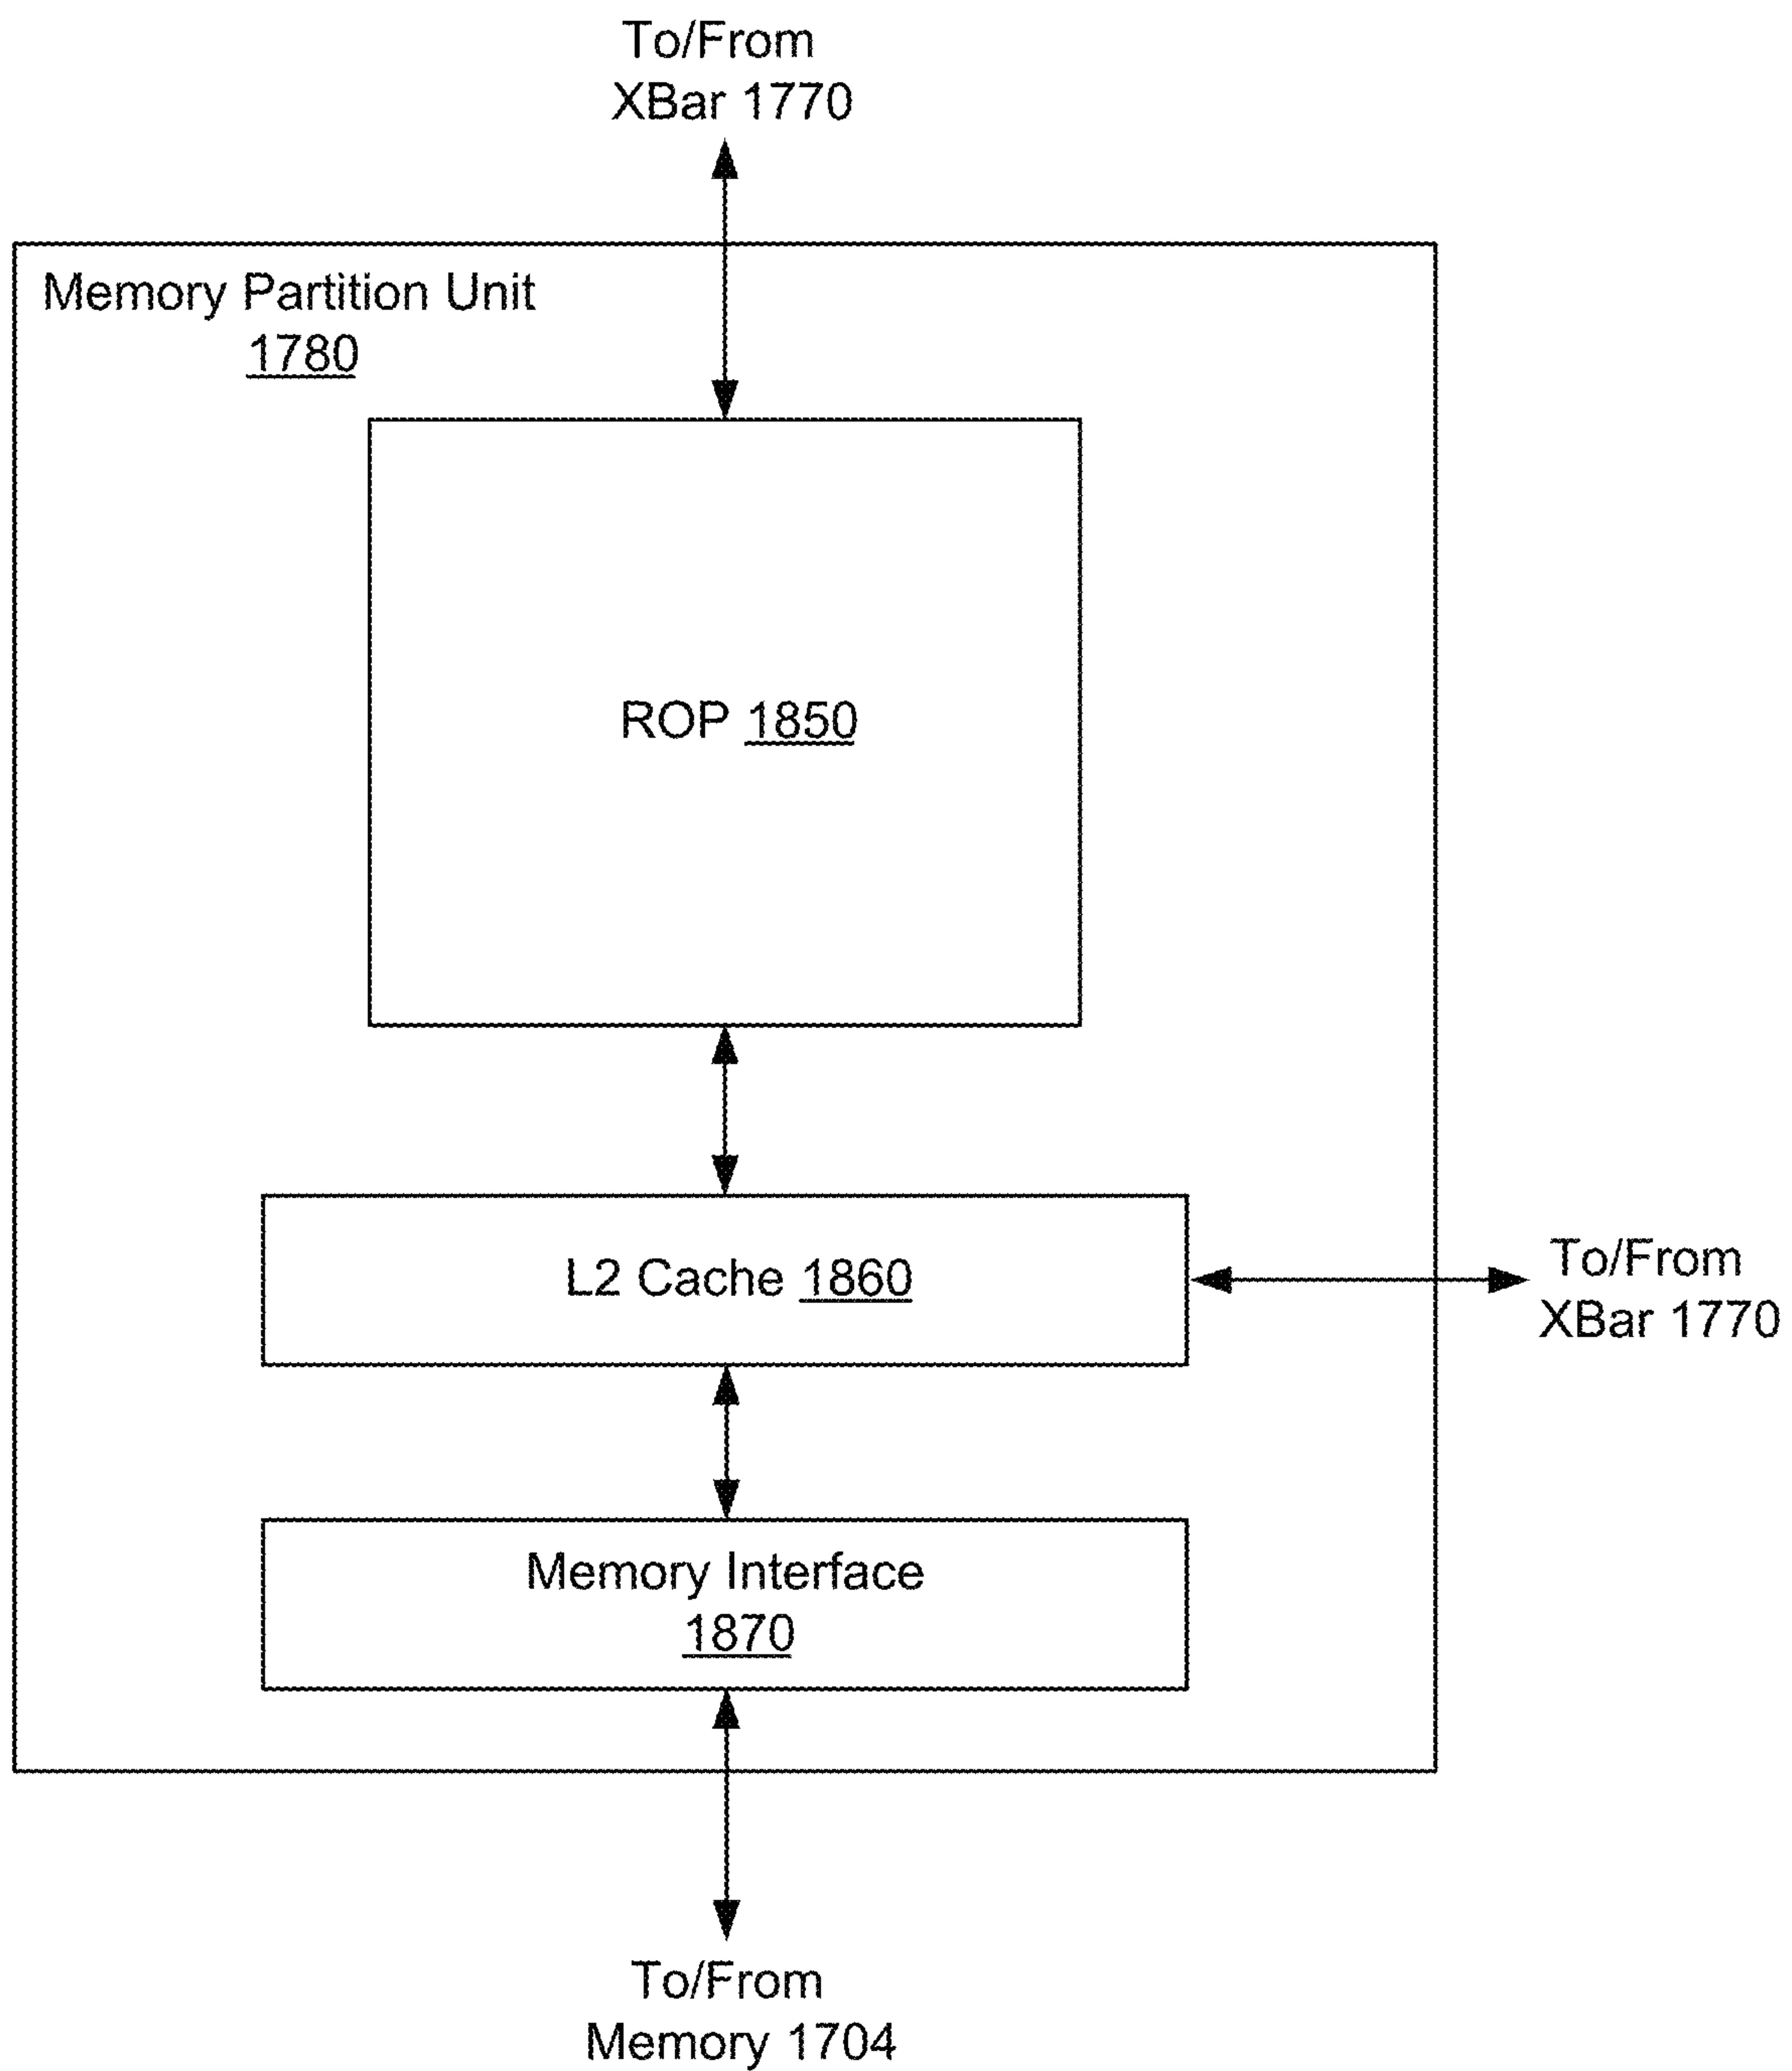 To/From
XBar 1770
Memory Partition Unit
1780
ROP 1850
L2 Cache 1860
To/From
XBar 1770
Memory Interface
1870
To/From
Memory 1704